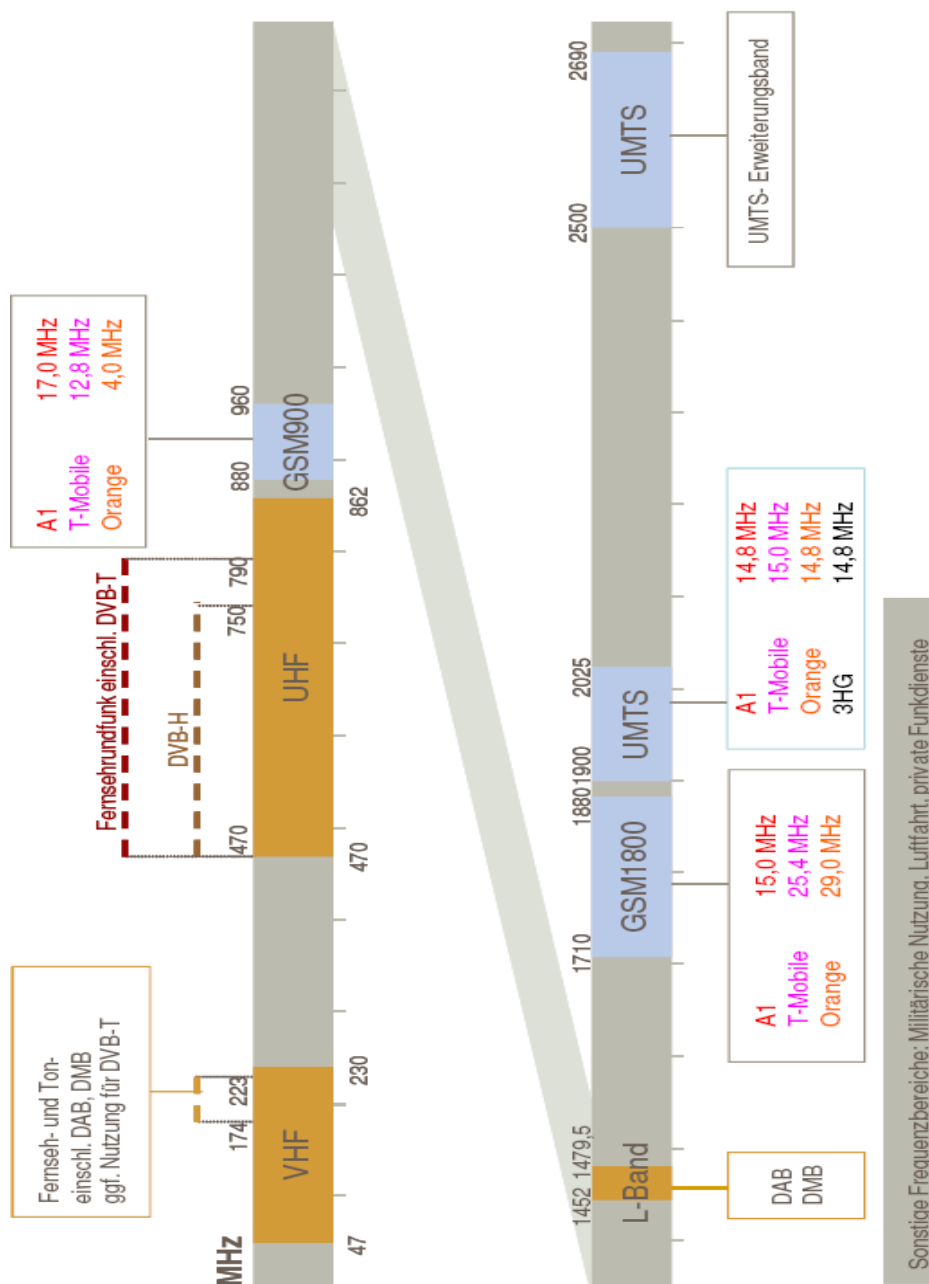 Fernseh- und Ton-
einschl. DAB, DMB
ggf. Nutzung für DVB-T
Fernsehrundfunk einschl. DVB-T
DVB-H
A1 17,0 MHz
T-Mobile 12,8 MHz
Orange 4,0 MHz
MHz
174
223
470
750
790
880
960
VHF
UHF
GSM900
47
230
470
862
1452
1479,5
1710
1880
1900
2025
2500
2690
L-Band
GSM1800
UMTS
UMTS
DAB
DMB
A1 15,0 MHz
T-Mobile 25,4 MHz
Orange 29,0 MHz
A1 14,8 MHz
T-Mobile 15,0 MHz
Orange 14,8 MHz
3HG 14,8 MHz
UMTS- Erweiterungsband
Sonstige Frequenzbereiche: Militärische Nutzung, Luftfahrt, private Funkdienste